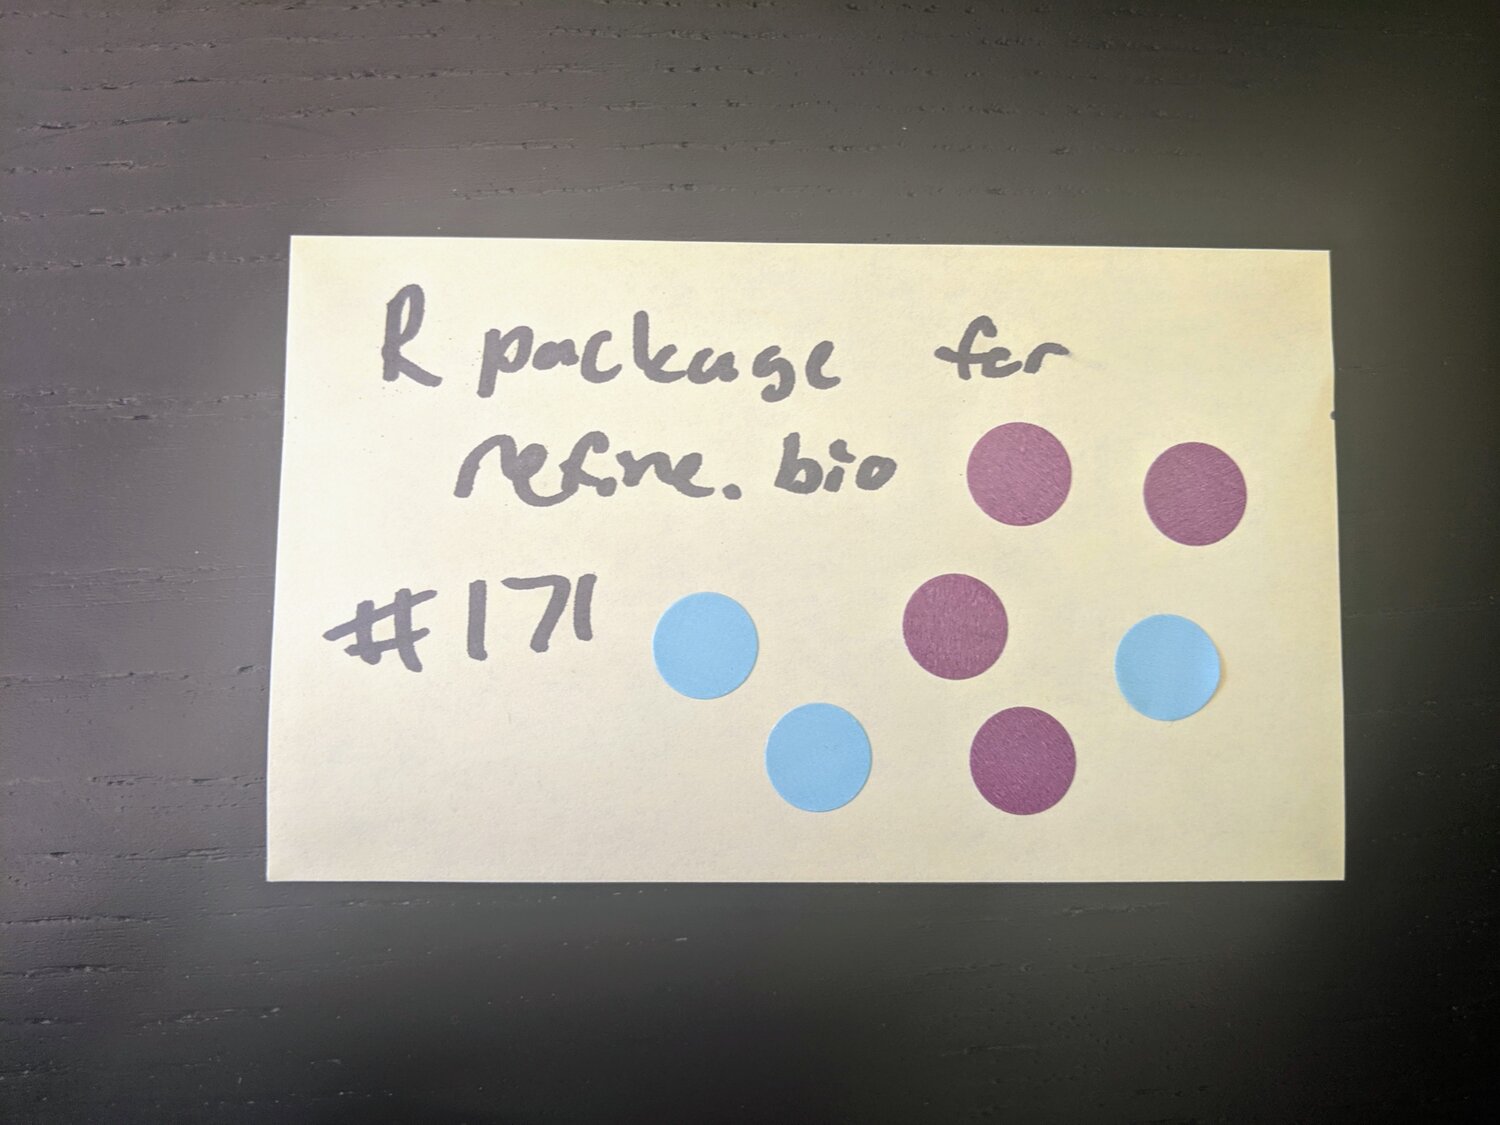 R package for
refine.bio
#171